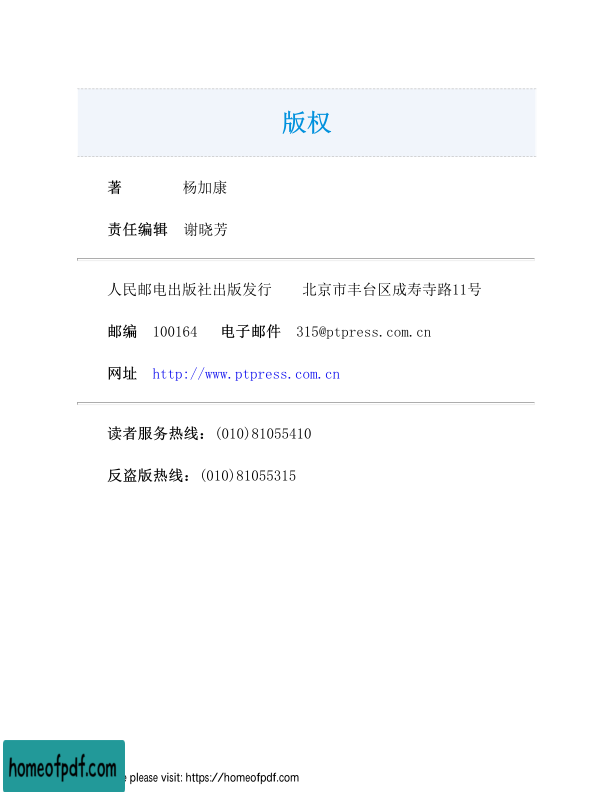 版权
著 杨加康
责任编辑 谢晓芳
人民邮电出版社出版发行 北京市丰台区成寿寺路11号
邮编 100164 电子邮件 315@ptpress.com.cn
网址 http://www.ptpress.com.cn
读者服务热线：(010)81055410
反盗版热线：(010)81055315
homeofpdf.com please visit: https://homeofpdf.com